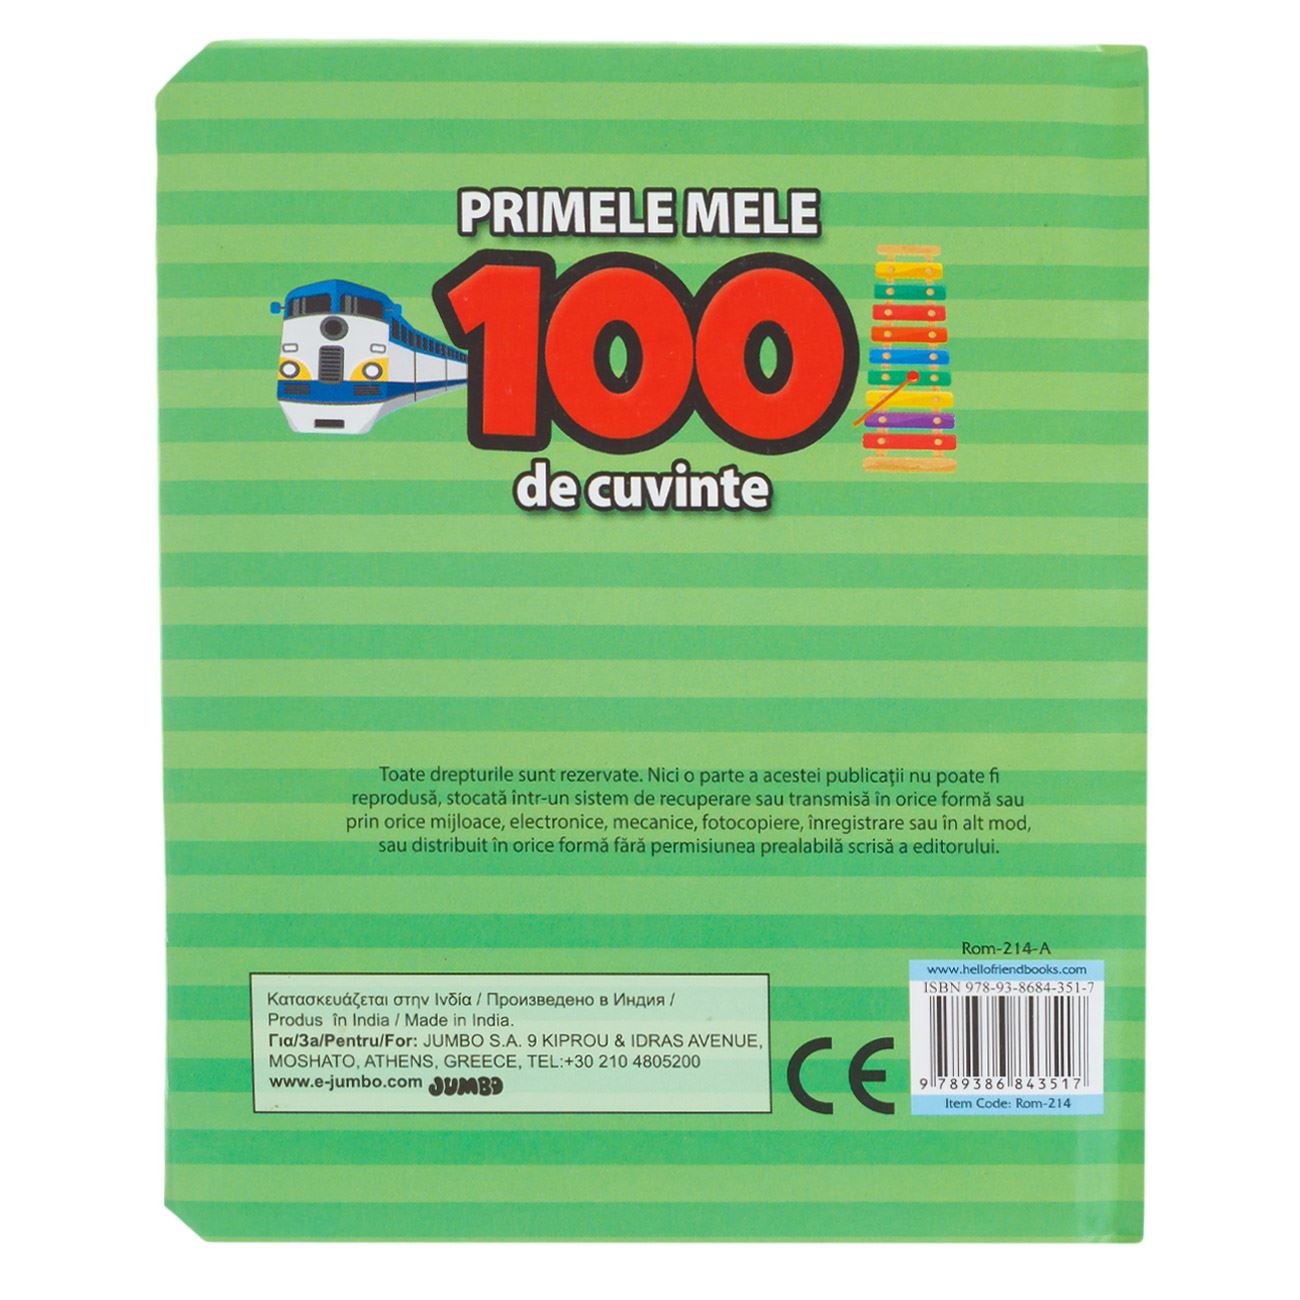 PRIMELE MELE
100
de cuvinte
Toate drepturile sunt rezervate. Nici o parte a acestei publicații nu poate fi
reprodusă, stocată într-un sistem de recuperare sau transmisă în orice formă sau
prin orice mijloace, electronice, mecanice, fotocopiere, înregistrare sau în alt mod,
sau distribuit în orice formă fără permisiunea prealabilă scrisă a editorului.
Κατασκευάζεται στην Ινδία / Произведено в Индия /
Produs în India / Made in India.
Για/За/Pentru/For: JUMBO S.A. 9 KIPROU & IDRAS AVENUE,
MOSHATO, ATHENS, GREECE, TEL:+30 210 4805200
www.e-jumbo.com JUMBO
CE
Rom-214-A
www.hellofriendbooks.com
ISBN 978-93-8684-351-7
9 789386 843517
Item Code: Rom-214